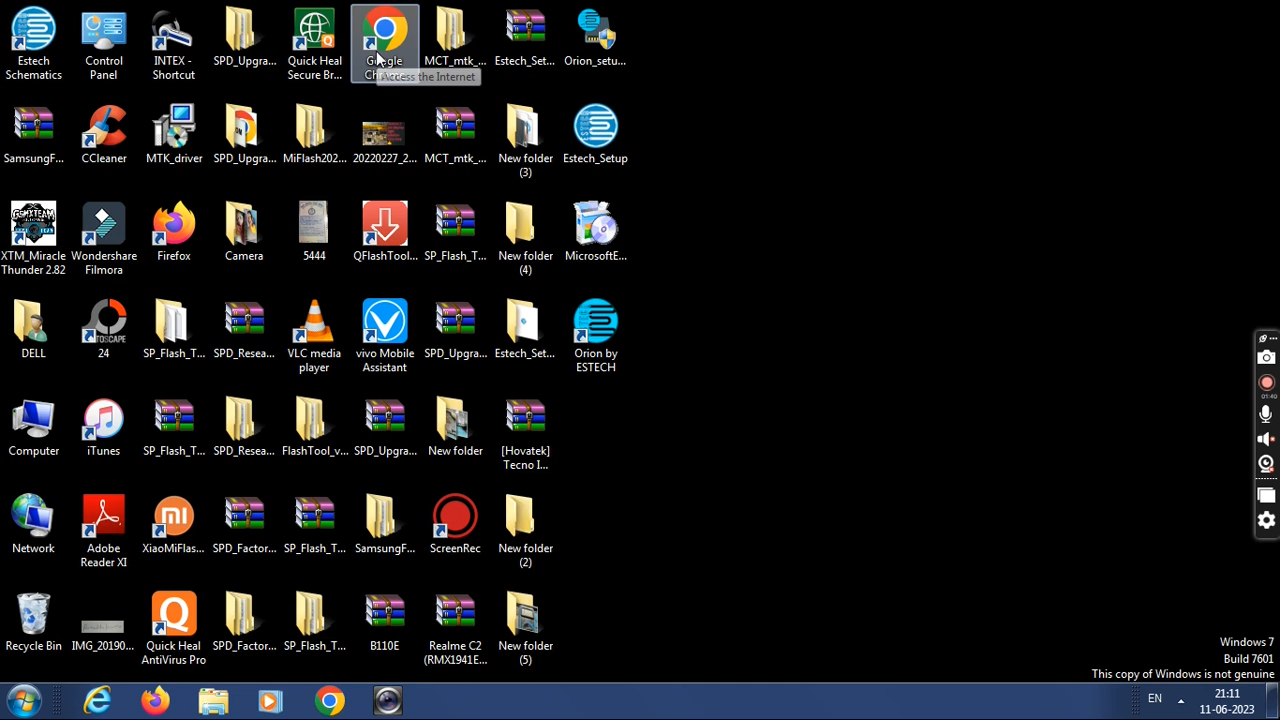 Estech
Schematics
Control
Panel
INTEX -
Shortcut
SPD_Upgra...
Quick Heal
Secure Br...
Google
Access the Internet
MCT_mtk_...
Estech_Set...
Orion_setu...
SamsungF...
CCleaner
MTK_driver
SPD_Upgra...
MiFlash202...
20220227_2...
MCT_mtk_...
New folder
(3)
Estech_Setup
XTM_Miracle
Thunder 2.82
Wondershare
Filmora
Firefox
Camera
5444
QFlashTool...
SP_Flash_T...
New folder
(4)
MicrosoftE...
DELL
24
SP_Flash_T...
SPD_Resea...
VLC media
player
vivo Mobile
Assistant
SPD_Upgra...
Estech_Set...
Orion by
ESTECH
Computer
iTunes
SP_Flash_T...
SPD_Resea...
FlashTool_v...
SPD_Upgra...
New folder
[Hovatek]
Tecno I...
01:40
Network
Adobe
Reader XI
XiaoMiFlas...
SPD_Factor...
SP_Flash_T...
SamsungF...
ScreenRec
New folder
(2)
Recycle Bin
IMG_20190...
Quick Heal
AntiVirus Pro
SPD_Factor...
SP_Flash_T...
B110E
Realme C2
(RMX1941E...
New folder
(5)
Windows 7
Build 7601
This copy of Windows is not genuine
EN
21:11
11-06-2023